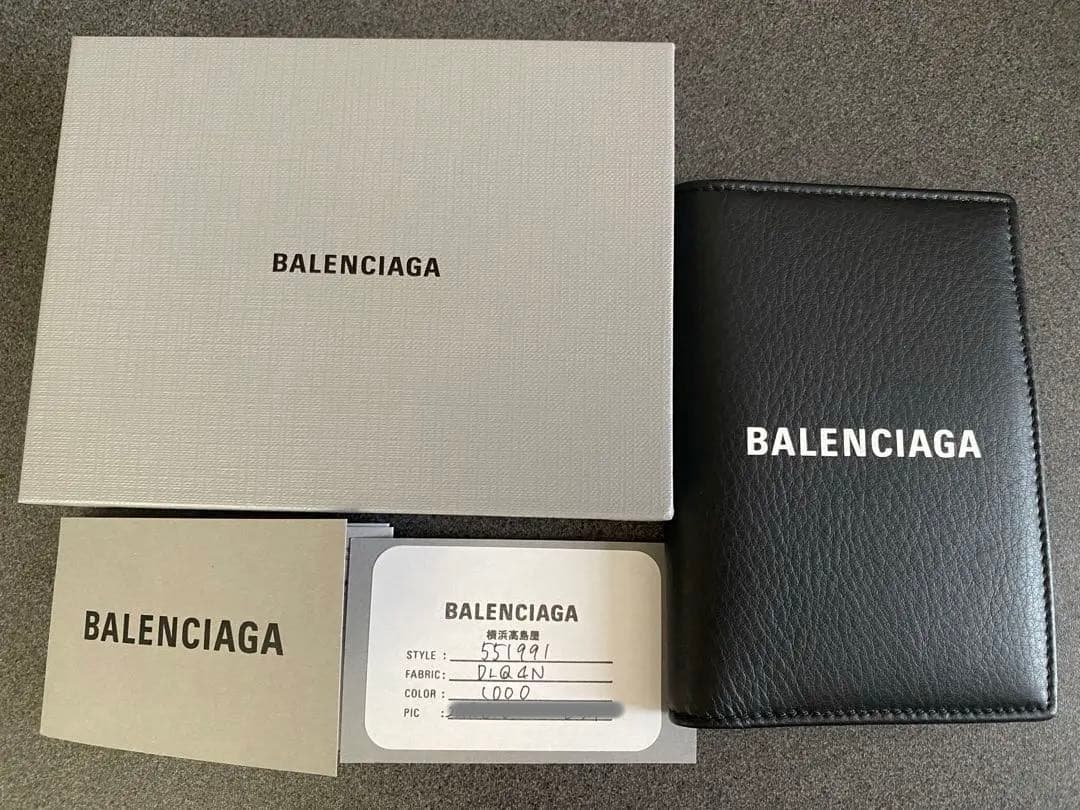 BALENCIAGA
BALENCIAGA
BALENCIAGA
BALENCIAGA
横浜高島屋
STYLE : 551991
FABRIC: DLQ4N
COLOR : 1000
PIC :